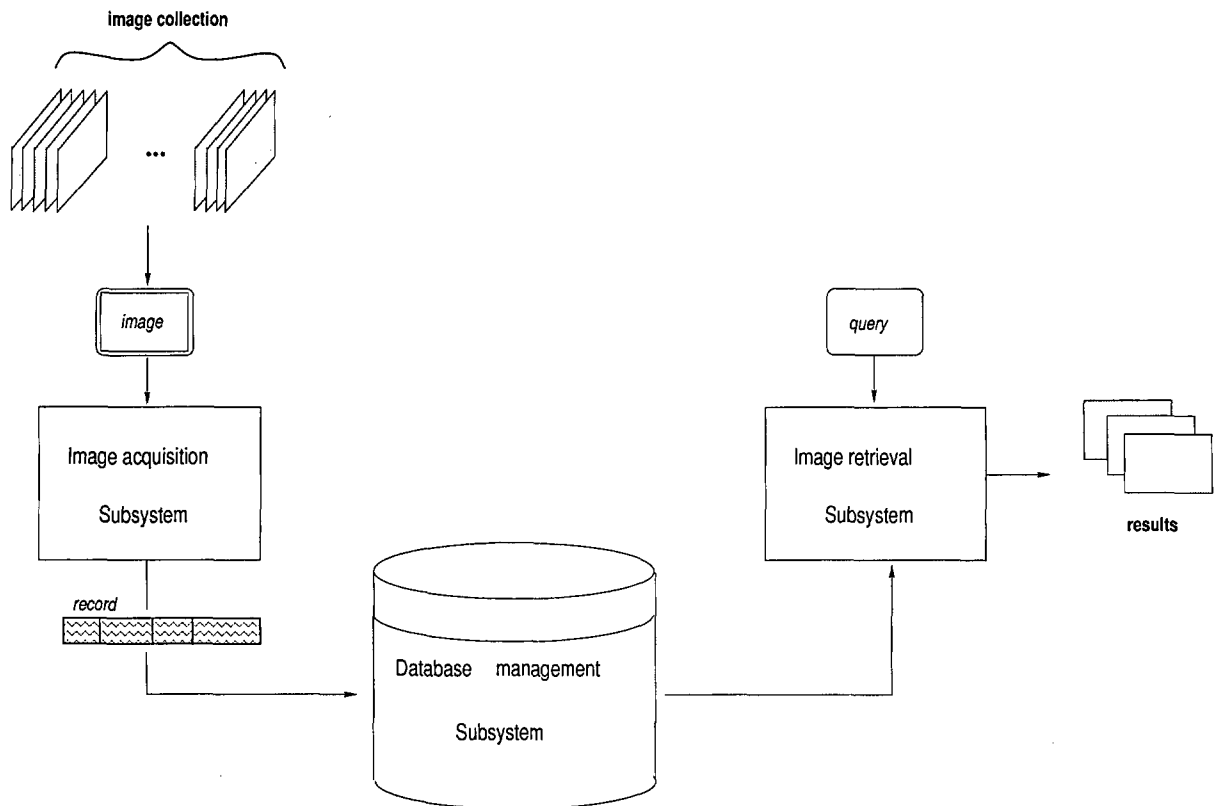 image collection
...
image
query
Image acquisition
Subsystem
Image retrieval
Subsystem
results
record
Database management
Subsystem